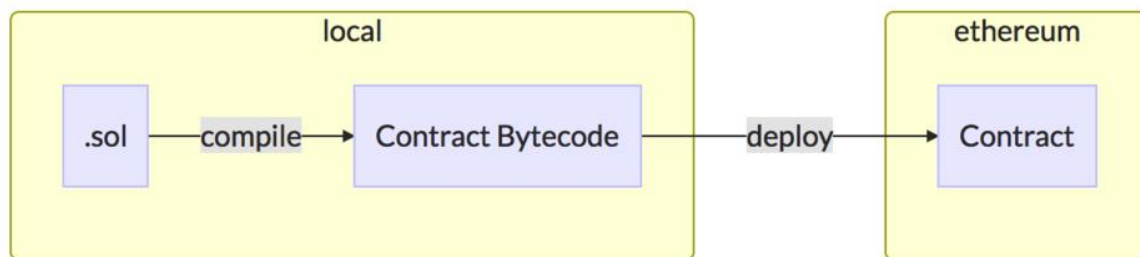 local
ethereum
.sol
compile
Contract Bytecode
deploy
Contract